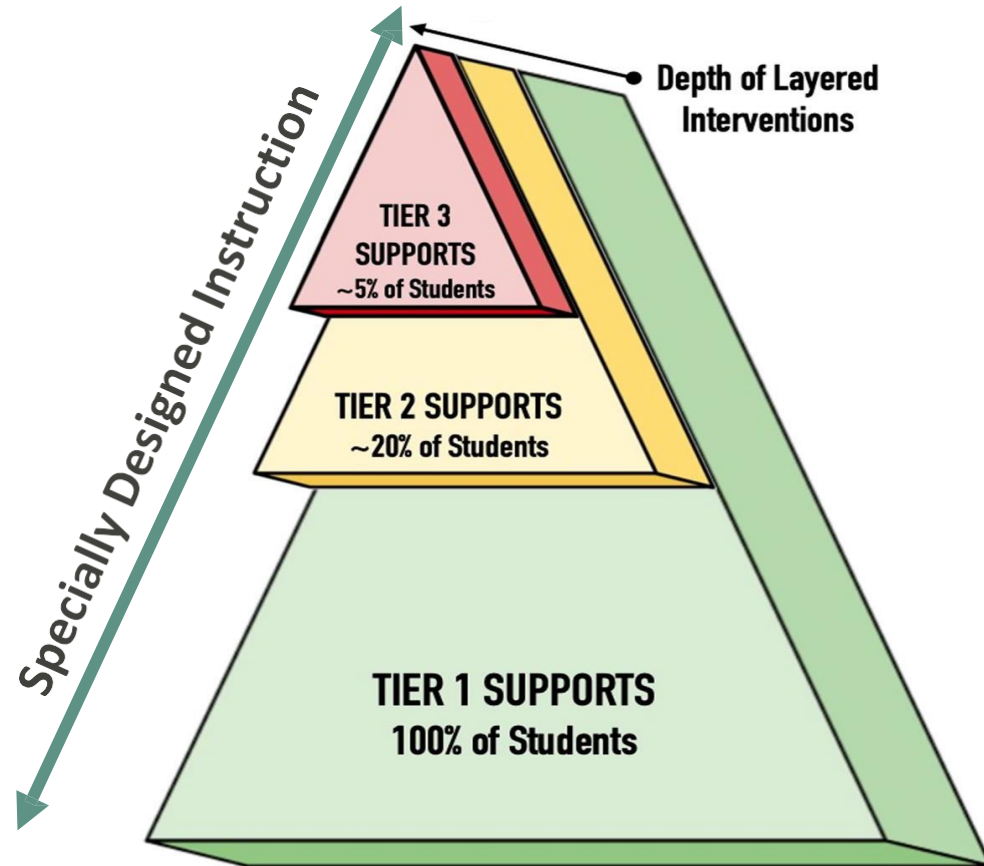 Specially Designed Instruction
Depth of Layered
Interventions
TIER 3
SUPPORTS
~5% of Students
TIER 2 SUPPORTS
~20% of Students
TIER 1 SUPPORTS
100% of Students